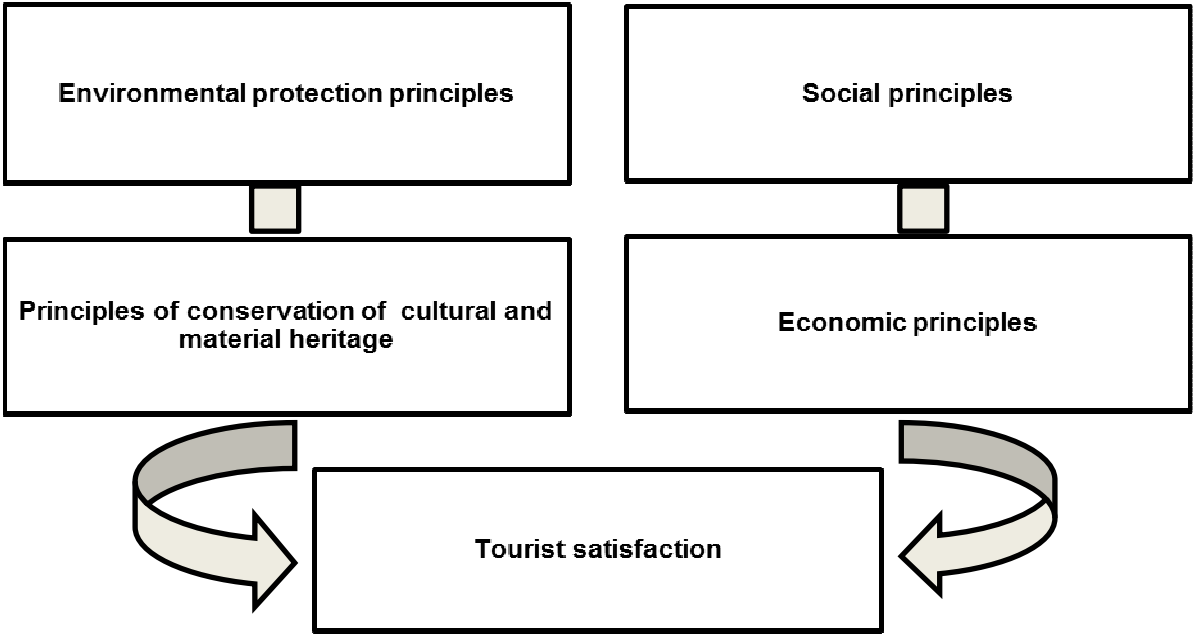 Environmental protection principles
Social principles
Principles of conservation of cultural and
material heritage
Economic principles
Tourist satisfaction